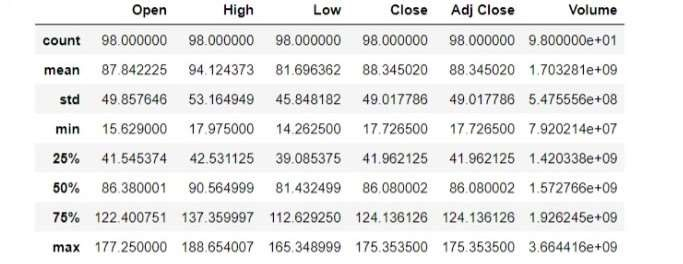 Open High Low Close Adj Close Volume
count 98.000000 98.000000 98.000000 98.000000 98.000000 9.800000e+01
mean 87.842225 94.124373 81.696362 88.345020 88.345020 1.703281e+09
std 49.857646 53.164949 45.848182 49.017786 49.017786 5.475556e+08
min 15.629000 17.975000 14.262500 17.726500 17.726500 7.920214e+07
25% 41.545374 42.531125 39.085375 41.962125 41.962125 1.420338e+09
50% 86.380001 90.564999 81.432499 86.080002 86.080002 1.572766e+09
75% 122.400751 137.359997 112.629250 124.136126 124.136126 1.926245e+09
max 177.250000 188.654007 165.348999 175.353500 175.353500 3.664416e+09